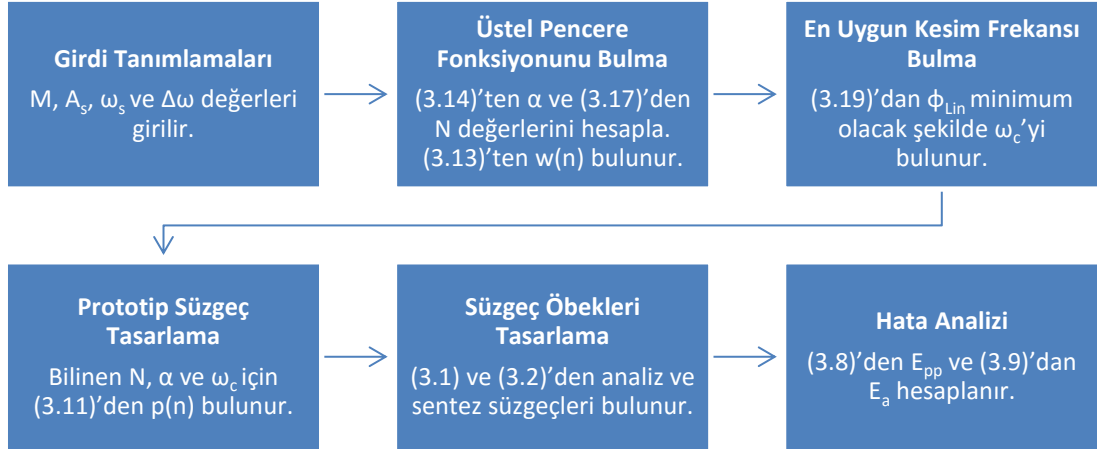 Girdi Tanımlamaları
M, Aₛ, ωₛ ve Δω değerleri
girilir.
Üstel Pencere
Fonksiyonunu Bulma
(3.14)’ten α ve (3.17)’den
N değerlerini hesapla.
(3.13)’ten w(n) bulunur.
En Uygun Kesim Frekansı
Bulma
(3.19)’dan ϕLin minimum
olacak şekilde ωc’yi
bulunur.
Prototip Süzgeç
Tasarlama
Bilinen N, α ve ωc için
(3.11)’den p(n) bulunur.
Süzgeç Öbekleri
Tasarlama
(3.1) ve (3.2)’den analiz ve
sentez süzgeçleri bulunur.
Hata Analizi
(3.8)’den Epp ve (3.9)’dan
Ea hesaplanır.